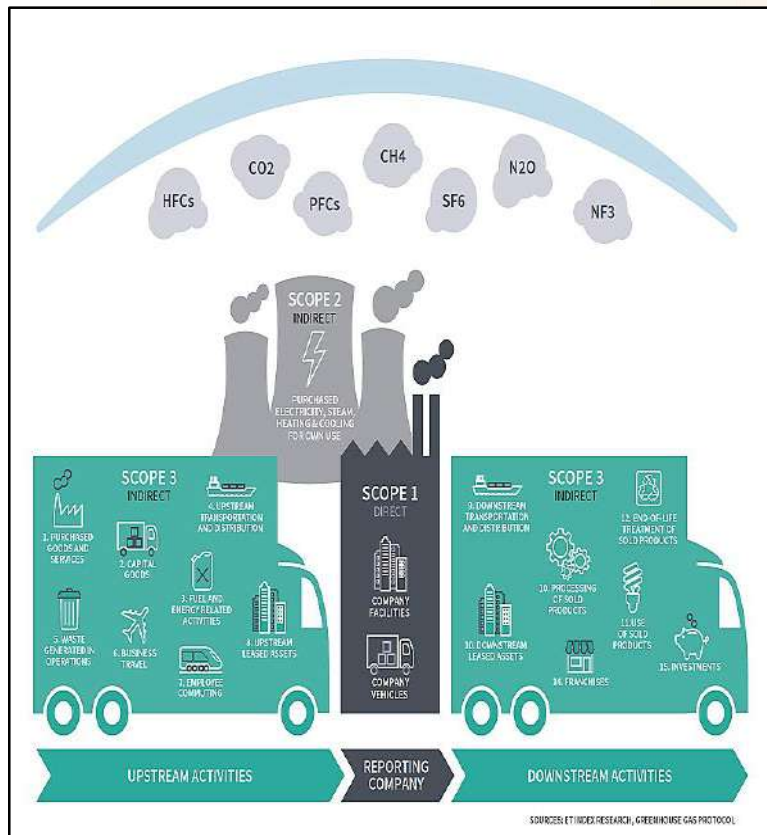 HFCs
CO2
PFCs
CH4
SF6
N2O
NF3
SCOPE 2
INDIRECT
PURCHASED
ELECTRICITY, STEAM,
HEATING & COOLING
FOR OWN USE
SCOPE 3
INDIRECT
1. PURCHASED
GOODS AND
SERVICES
2. CAPITAL
GOODS
4. UPSTREAM
TRANSPORTATION
AND DISTRIBUTION
3. FUEL AND
ENERGY RELATED
ACTIVITIES
5. WASTE
GENERATED IN
OPERATIONS
6. BUSINESS
TRAVEL
7. EMPLOYEE
COMMUTING
8. UPSTREAM
LEASED ASSETS
SCOPE 1
DIRECT
COMPANY
FACILITIES
COMPANY
VEHICLES
SCOPE 3
INDIRECT
9. DOWNSTREAM
TRANSPORTATION
AND DISTRIBUTION
12. END-OF-LIFE
TREATMENT OF
SOLD PRODUCTS
10. PROCESSING
OF SOLD
PRODUCTS
11. USE
OF SOLD
PRODUCTS
10. DOWNSTREAM
LEASED ASSETS
14. FRANCHISES
15. INVESTMENTS
UPSTREAM ACTIVITIES
REPORTING
COMPANY
DOWNSTREAM ACTIVITIES
SOURCES: ET INDEX RESEARCH, GREENHOUSE GAS PROTOCOL